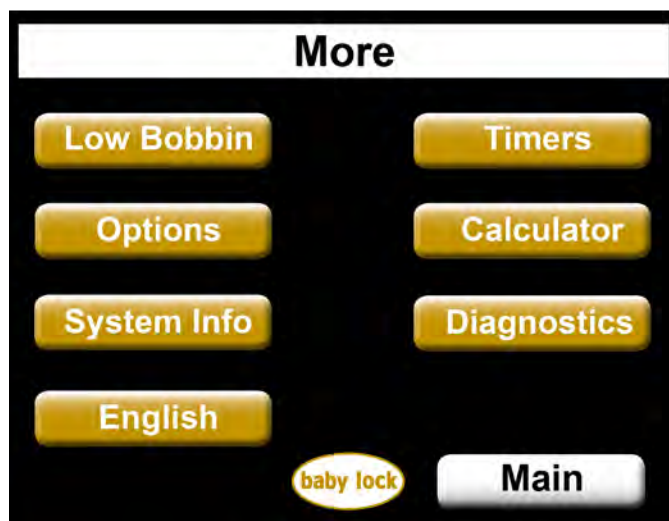 More
Low Bobbin
Timers
Options
Calculator
System Info
Diagnostics
English
baby lock
Main